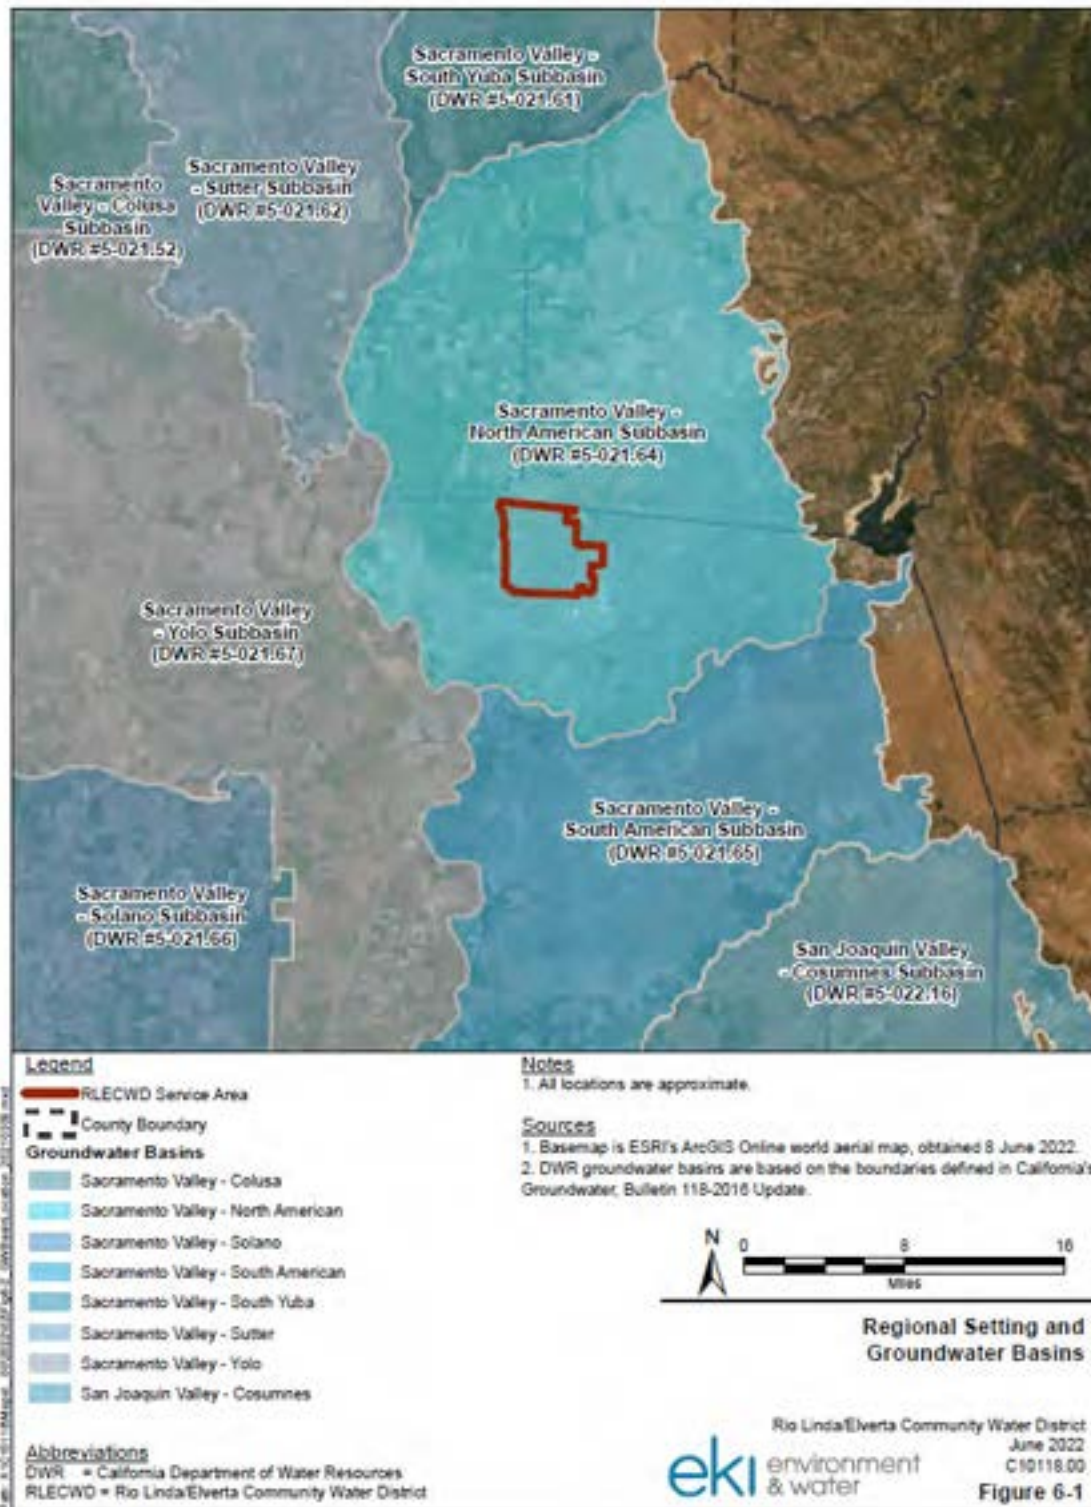 Sacramento Valley -
South Yuba Subbasin
(DWR #5-021.61)
Sacramento Valley
- Sutter Subbasin
(DWR #5-021.62)
Sacramento
Valley - Colusa
Subbasin
(DWR #5-021.52)
Sacramento Valley -
North American Subbasin
(DWR #5-021.64)
Sacramento Valley
- Yolo Subbasin
(DWR #5-021.67)
Sacramento Valley -
South American Subbasin
(DWR #5-021.65)
Sacramento Valley
- Solano Subbasin
(DWR #5-021.66)
San Joaquin Valley
- Cosumnes Subbasin
(DWR #5-022.16)
Legend
RLECWD Service Area
County Boundary
Groundwater Basins
Sacramento Valley - Colusa
Sacramento Valley - North American
Sacramento Valley - Solano
Sacramento Valley - South American
Sacramento Valley - South Yuba
Sacramento Valley - Sutter
Sacramento Valley - Yolo
San Joaquin Valley - Cosumnes
Abbreviations
DWR = California Department of Water Resources
RLECWD = Rio Linda/Elverta Community Water District
Notes
1. All locations are approximate.
Sources
1. Basemap is ESRI's ArcGIS Online world aerial map, obtained 8 June 2022.
2. DWR groundwater basins are based on the boundaries defined in California's
Groundwater, Bulletin 118-2016 Update.
N
0 8 16
Miles
Regional Setting and
Groundwater Basins
Rio Linda/Elverta Community Water District
June 2022
C10118.00
Figure 6-1
eki environment
& water